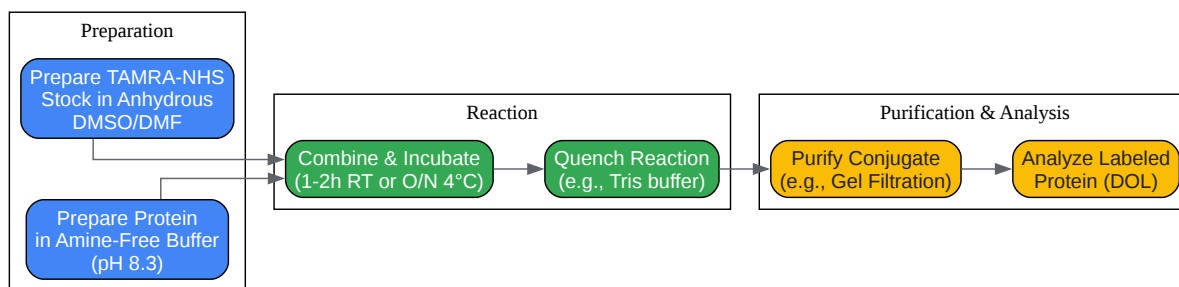 Preparation
Prepare TAMRA-NHS
Stock in Anhydrous
DMSO/DMF
Prepare Protein
in Amine-Free Buffer
(pH 8.3)
Reaction
Combine & Incubate
(1-2h RT or O/N 4°C)
Quench Reaction
(e.g., Tris buffer)
Purification & Analysis
Purify Conjugate
(e.g., Gel Filtration)
Analyze Labeled
Protein (DOL)